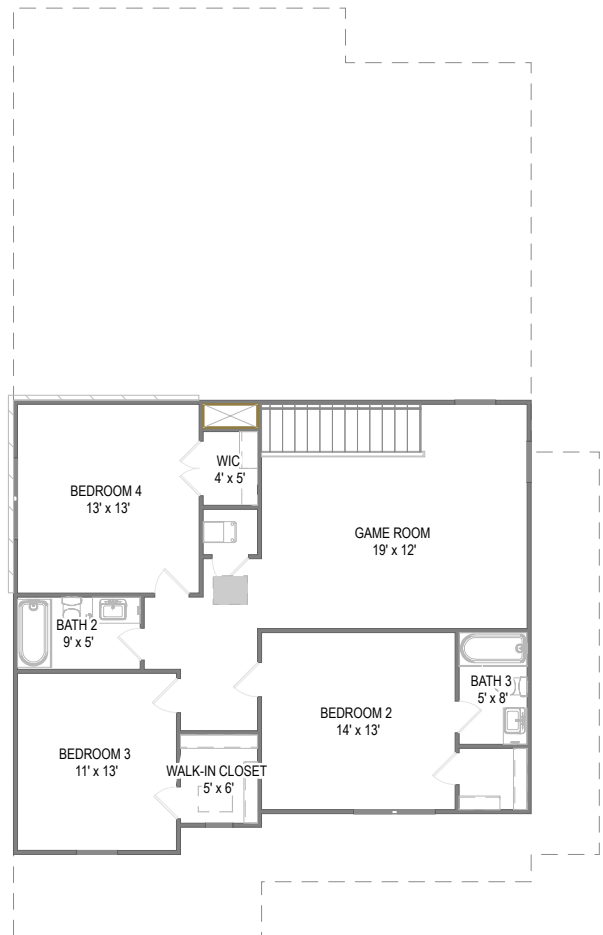 WIC
4' x 5'
BEDROOM 4
13' x 13'
GAME ROOM
19' x 12'
BATH 2
9' x 5'
BATH 3
5' x 8'
BEDROOM 2
14' x 13'
BEDROOM 3
11' x 13'
WALK-IN CLOSET
5' x 6'